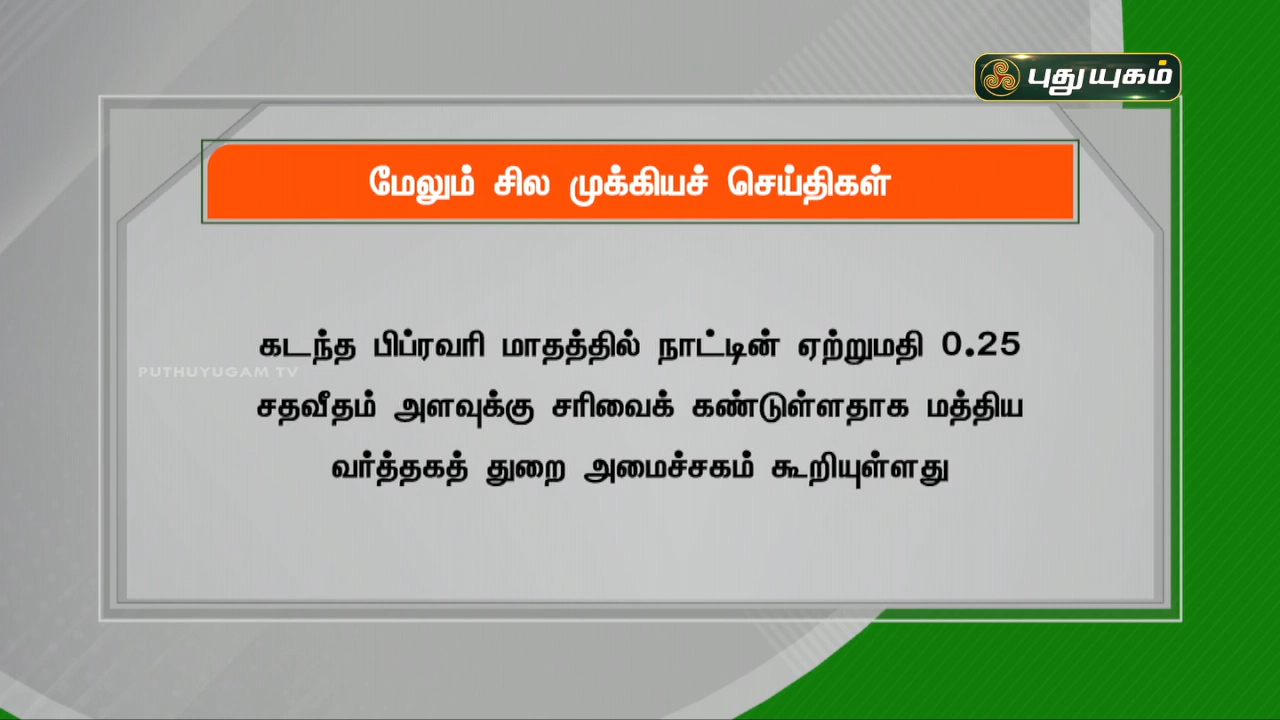 புதுயுகம்
மேலும் சில முக்கியச் செய்திகள்
கடந்த பிப்ரவரி மாதத்தில் நாட்டின் ஏற்றுமதி 0.25
PUTHUYUGAM TV
சதவீதம் அளவுக்கு சரிவைக் கண்டுள்ளதாக மத்திய
வர்த்தகத் துறை அமைச்சகம் கூறியுள்ளது